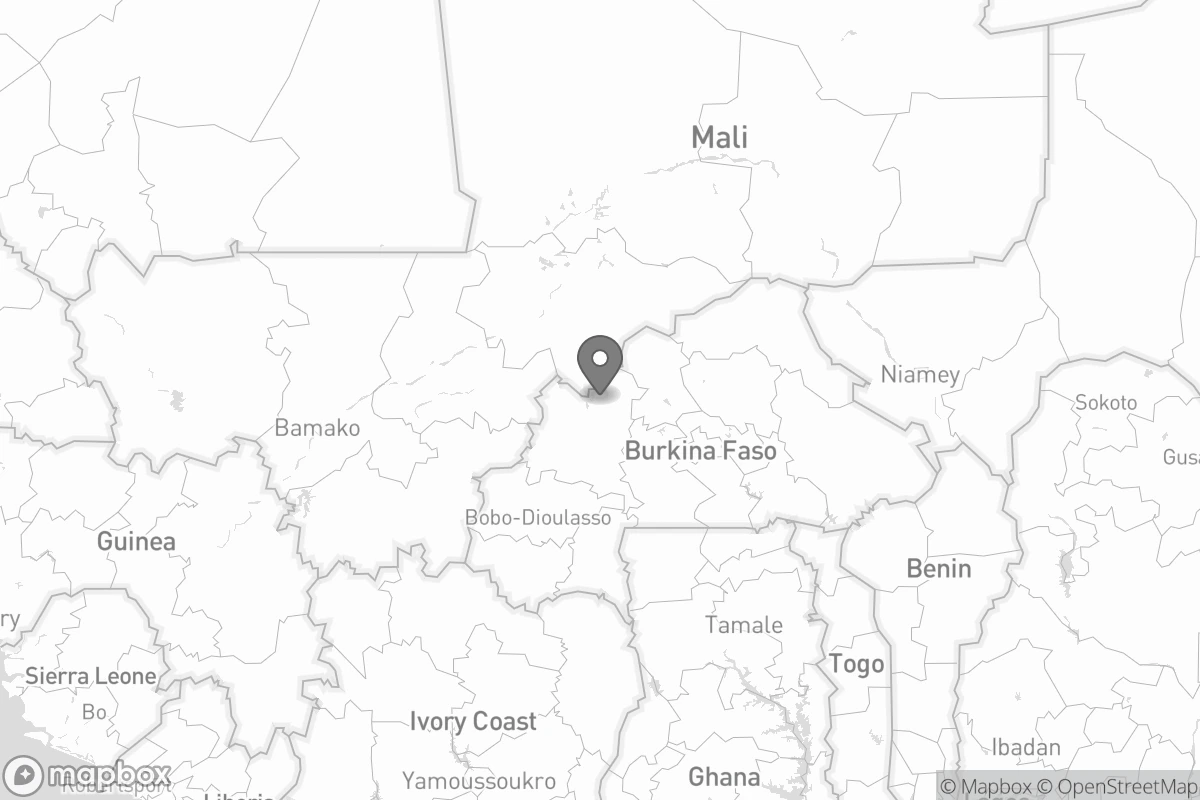 Mali
Niamey
Sokoto
Gusa
Bamako
Burkina Faso
Bobo-Dioulasso
Guinea
Benin
ry
Tamale
Togo
Sierra Leone
Bo
Ivory Coast
Ibadan
mapbox
Robertsport
Yamoussoukro
Ghana
Liberia
© Mapbox © OpenStreetMap